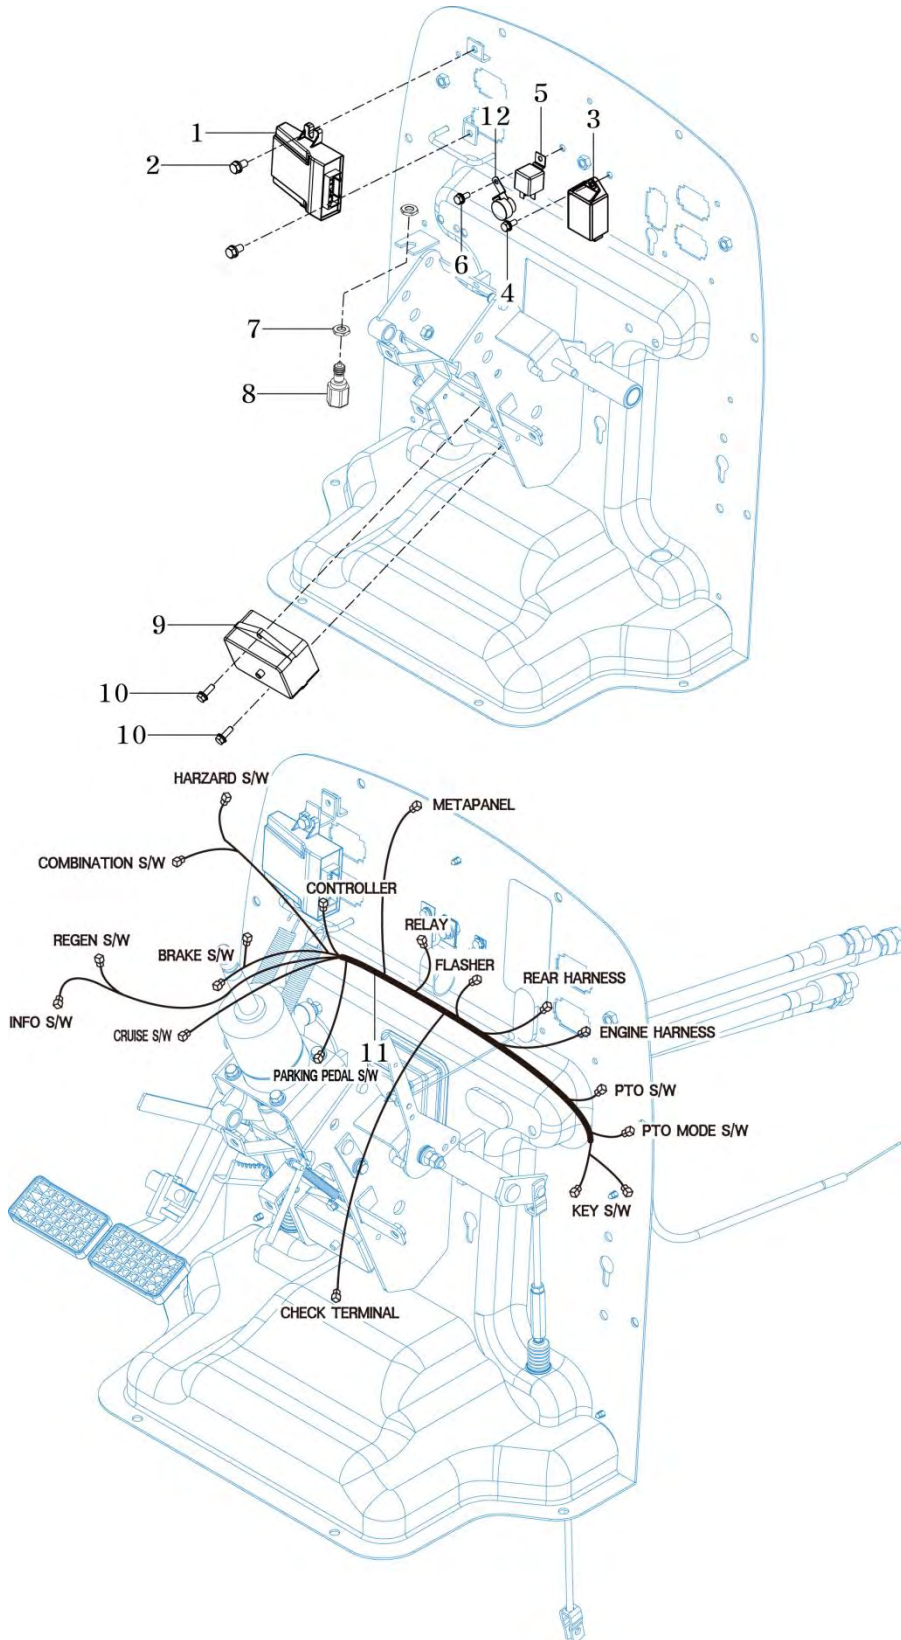 5
12
3
1
2
6
4
7
8
9
10
10
HARZARD S/W
METAPANEL
COMBINATION S/W
CONTROLLER
RELAY
REGEN S/W
BRAKE S/W
FLASHER
REAR HARNESS
INFO S/W
CRUISE S/W
ENGINE HARNESS
11
PARKING PEDAL S/W
PTO S/W
PTO MODE S/W
KEY S/W
CHECK TERMINAL